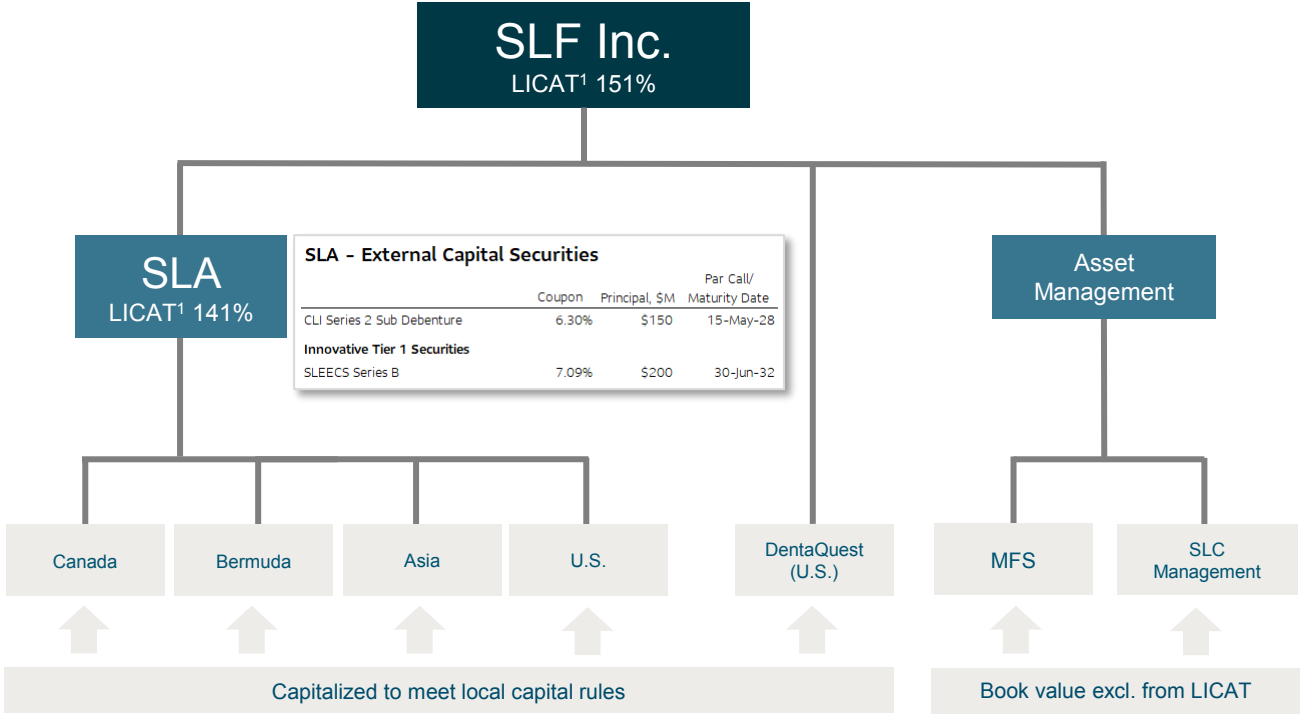 SLF Inc.
LICAT¹ 151%
SLA
LICAT¹ 141%
SLA – External Capital Securities
Par Call/
Coupon Principal, $M Maturity Date
CLI Series 2 Sub Debenture 6.30% $150 15-May-28
Innovative Tier 1 Securities
SLEECS Series B 7.09% $200 30-Jun-32
Asset
Management
Canada
Bermuda
Asia
U.S.
DentaQuest
(U.S.)
MFS
SLC
Management
Capitalized to meet local capital rules
Book value excl. from LICAT